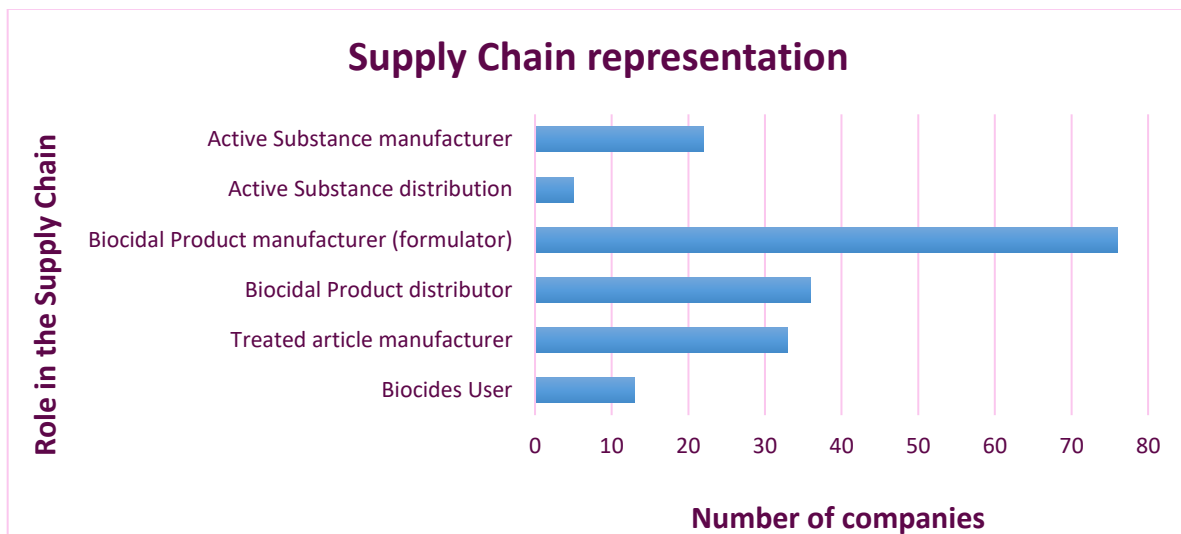 Supply Chain representation
Role in the Supply Chain
Active Substance manufacturer
Active Substance distribution
Biocidal Product manufacturer (formulator)
Biocidal Product distributor
Treated article manufacturer
Biocides User
0 10 20 30 40 50 60 70 80
Number of companies